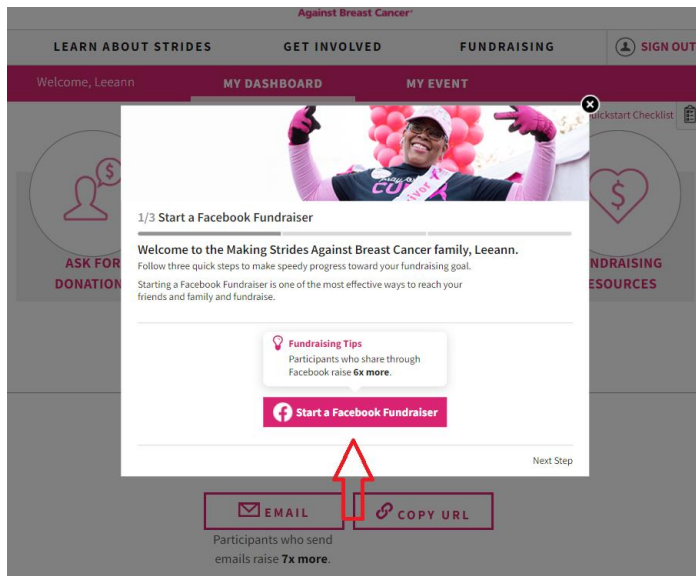 Against Breast Cancer
LEARN ABOUT STRIDES GET INVOLVED FUNDRAISING SIGN OUT
Welcome, Leeann MY DASHBOARD MY EVENT
uickstart Checklist
CU
vivor
1/3 Start a Facebook Fundraiser
Welcome to the Making Strides Against Breast Cancer family, Leeann.
Follow three quick steps to make speedy progress toward your fundraising goal.
Starting a Facebook Fundraiser is one of the most effective ways to reach your
friends and family and fundraise.
ASK FOR
DONATION
NDRAISING
ESOURCES
Fundraising Tips
Participants who share through
Facebook raise 6x more.
Start a Facebook Fundraiser
Next Step
EMAIL
COPY URL
Participants who send
emails raise 7x more.